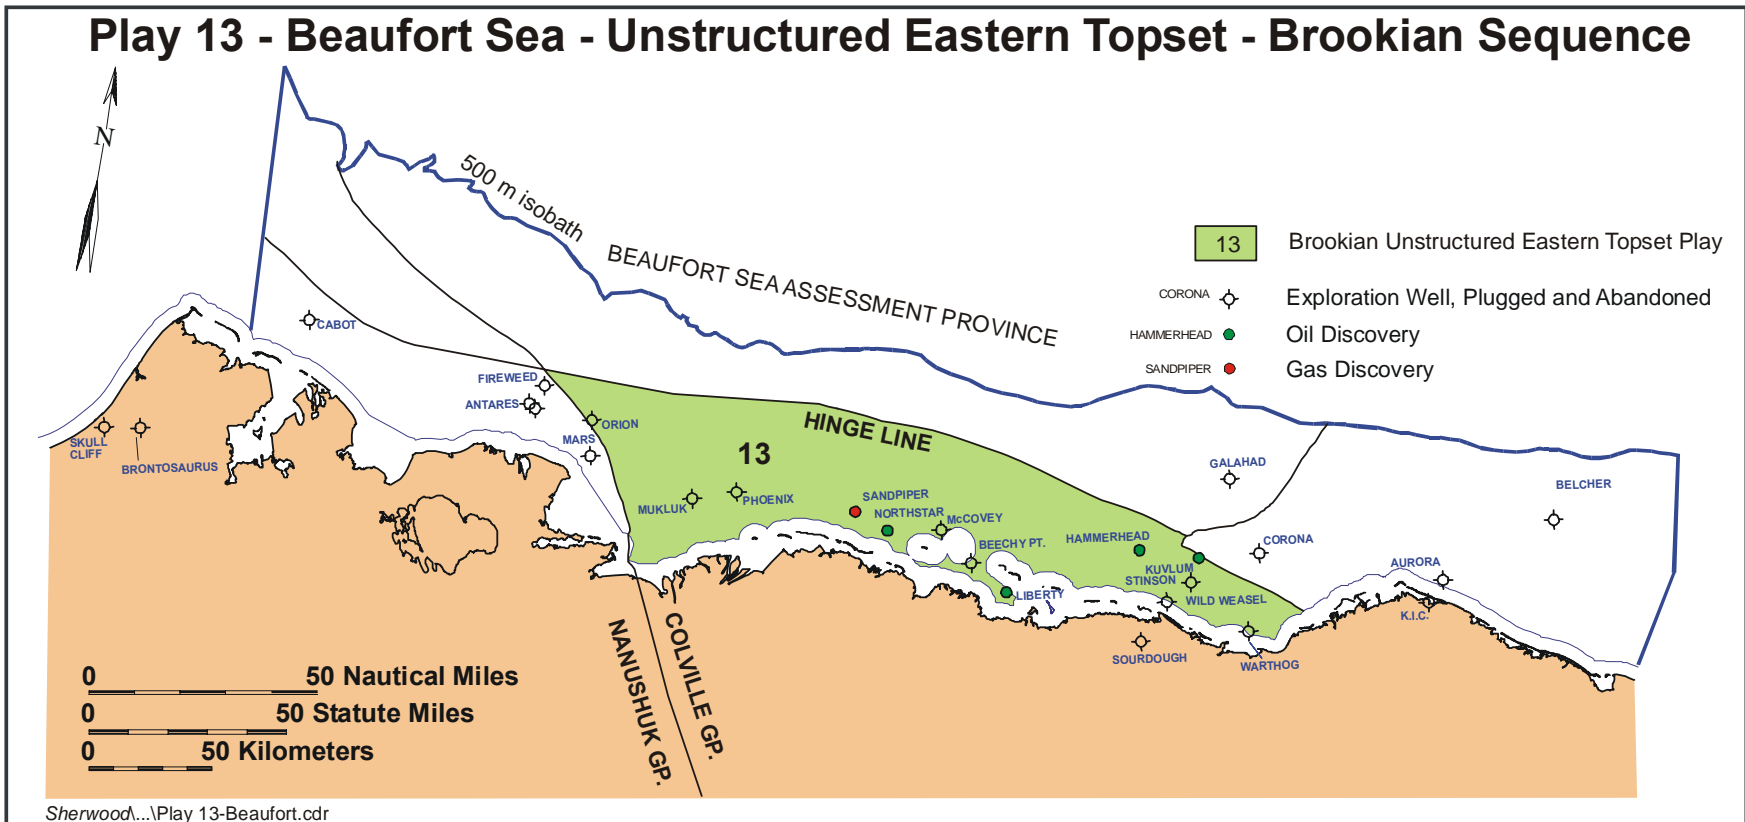 Play 13 - Beaufort Sea - Unstructured Eastern Topset - Brookian Sequence
N
500 m isobath
BEAUFORT SEA ASSESSMENT PROVINCE
13
Brookian Unstructured Eastern Topset Play
CORONA
Exploration Well, Plugged and Abandoned
HAMMERHEAD
Oil Discovery
SANDPIPER
Gas Discovery
CABOT
FIREWEED
ANTARES
ORION
MARS
SKULL
CLIFF
BRONTOSAURUS
HINGE LINE
13
MUKLUK
PHOENIX
SANDPIPER
NORTHSTAR
McCOVEY
BEECHY PT.
LIBERTY
HAMMERHEAD
KUVLUM
STINSON
WILD WEASEL
GALAHAD
CORONA
BELCHER
AURORA
K.I.C.
SOURDOUGH
WARTHOG
NANUSHUK GP.
COLVILLE GP.
0 50 Nautical Miles
0 50 Statute Miles
0 50 Kilometers
Sherwood\...\Play 13-Beaufort.cdr